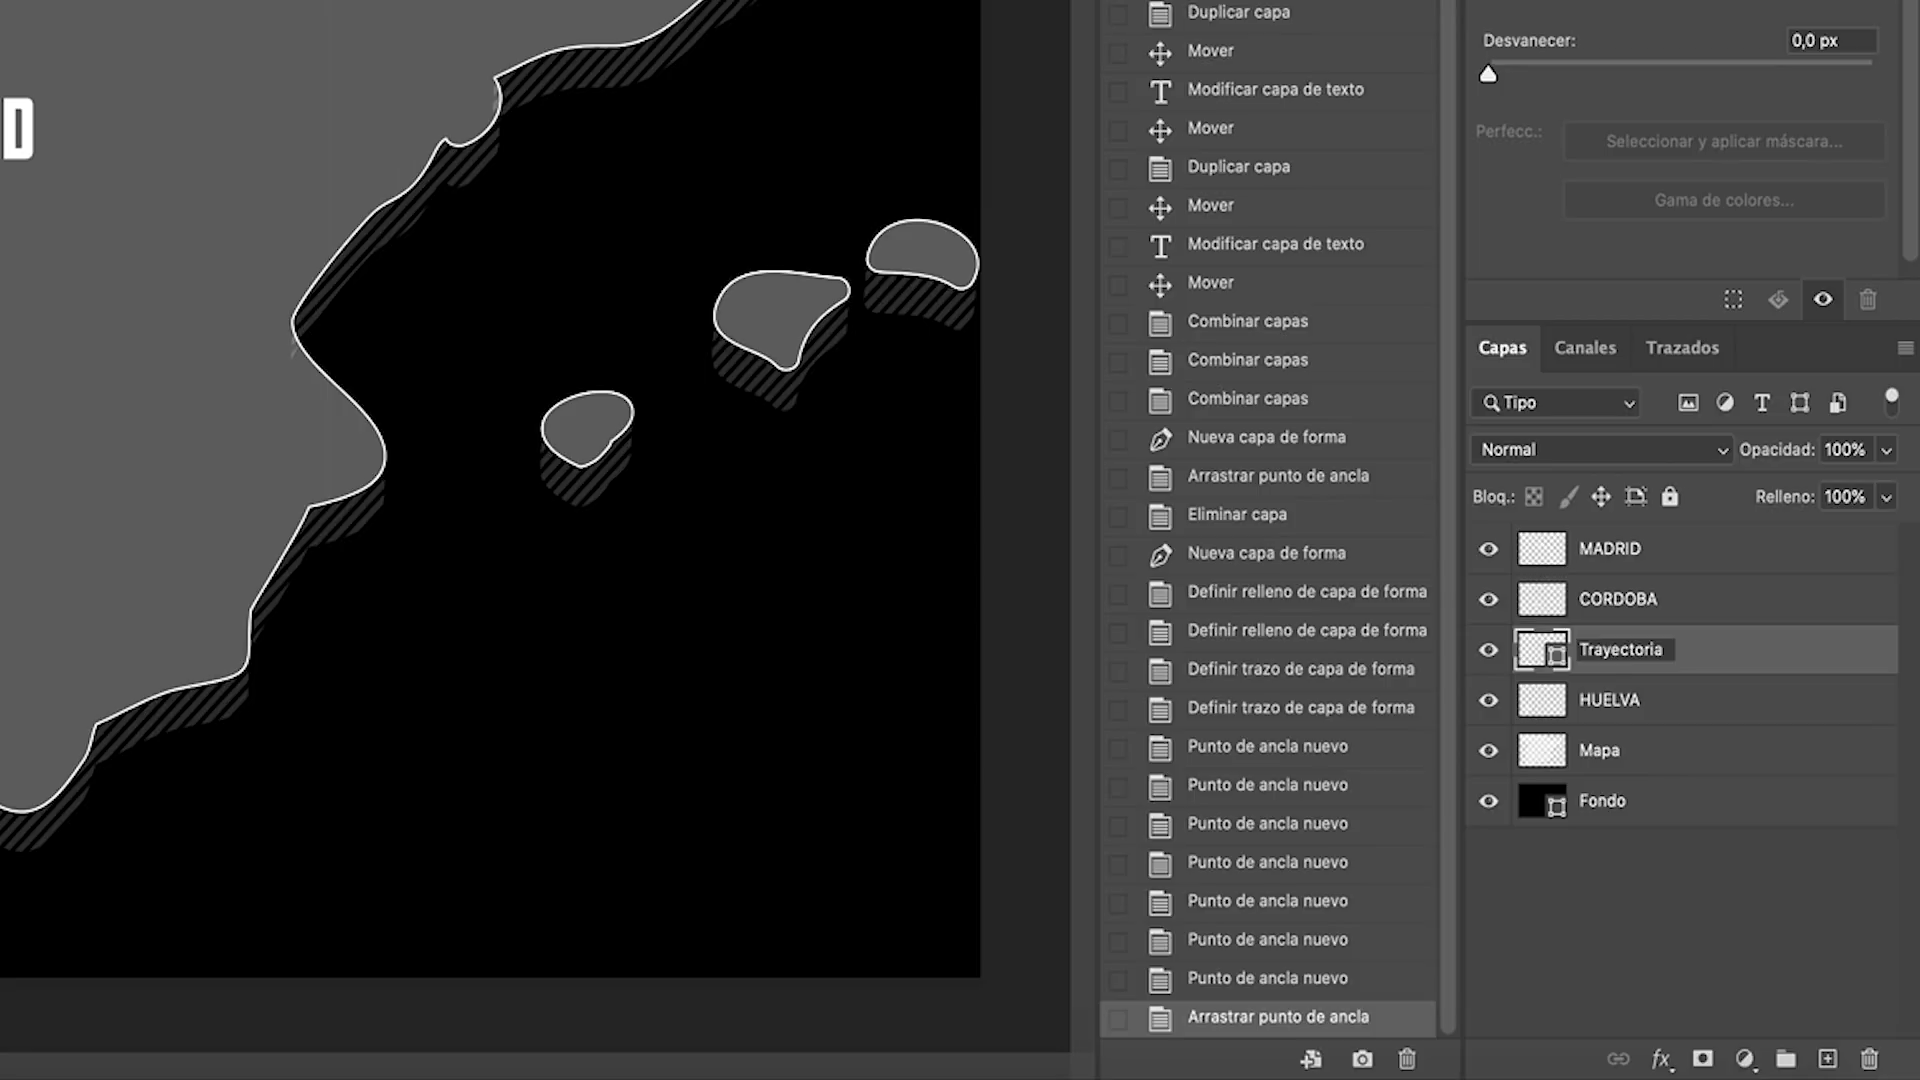 D
Duplicar capa
Mover
Modificar capa de texto
Mover
Duplicar capa
Mover
Modificar capa de texto
Mover
Combinar capas
Combinar capas
Combinar capas
Nueva capa de forma
Arrastrar punto de ancla
Eliminar capa
Nueva capa de forma
Definir relleno de capa de forma
Definir relleno de capa de forma
Definir trazo de capa de forma
Definir trazo de capa de forma
Punto de ancla nuevo
Punto de ancla nuevo
Punto de ancla nuevo
Punto de ancla nuevo
Punto de ancla nuevo
Punto de ancla nuevo
Punto de ancla nuevo
Arrastrar punto de ancla
Desvanecer: 0,0 px
Perfecc.: Seleccionar y aplicar máscara...
Gama de colores...
Capas Canales Trazados
Tipo
Normal Opacidad: 100%
Bloq.: Relleno: 100%
MADRID
CORDOBA
Trayectoria
HUELVA
Mapa
Fondo
fx